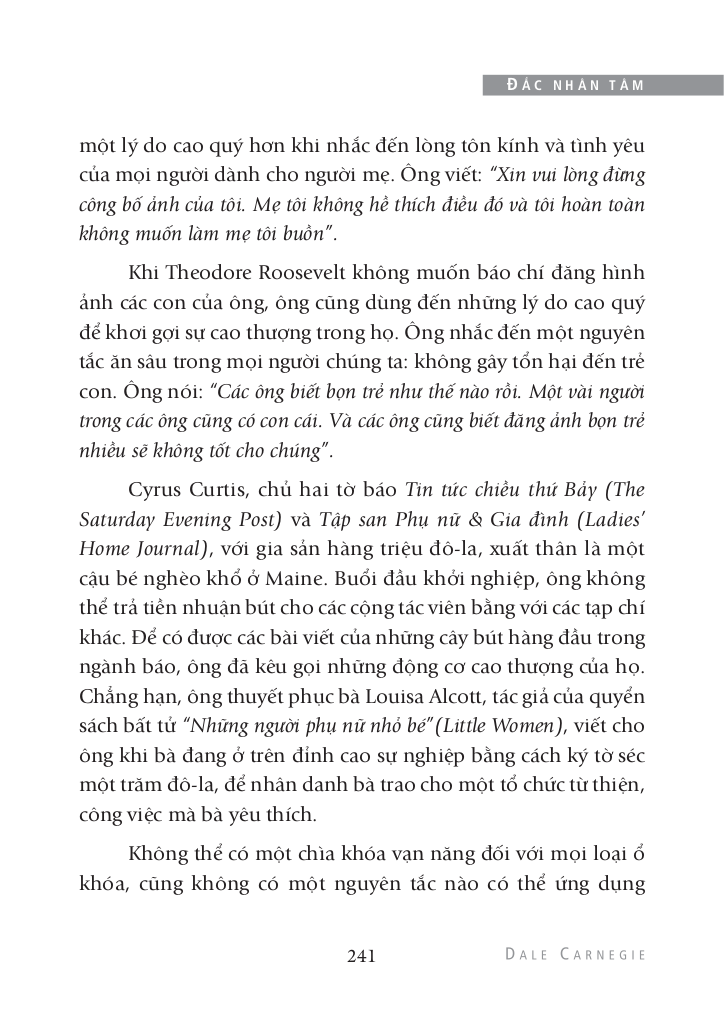 ĐẮC NHÂN TÂM
một lý do cao quý hơn khi nhắc đến lòng tôn kính và tình yêu
của mọi người dành cho người mẹ. Ông viết: “Xin vui lòng đừng
công bố ảnh của tôi. Mẹ tôi không hề thích điều đó và tôi hoàn toàn
không muốn làm mẹ tôi buồn”.
Khi Theodore Roosevelt không muốn báo chí đăng hình
ảnh các con của ông, ông cũng dùng đến những lý do cao quý
để khơi gợi sự cao thượng trong họ. Ông nhắc đến một nguyên
tắc ăn sâu trong mọi người chúng ta: không gây tổn hại đến trẻ
con. Ông nói: “Các ông biết bọn trẻ như thế nào rồi. Một vài người
trong các ông cũng có con cái. Và các ông cũng biết đăng ảnh bọn trẻ
nhiều sẽ không tốt cho chúng”.
Cyrus Curtis, chủ hai tờ báo Tin tức chiều thứ Bảy (The
Saturday Evening Post) và Tập san Phụ nữ & Gia đình (Ladies’
Home Journal), với gia sản hàng triệu đô-la, xuất thân là một
cậu bé nghèo khổ ở Maine. Buổi đầu khởi nghiệp, ông không
thể trả tiền nhuận bút cho các cộng tác viên bằng với các tạp chí
khác. Để có được các bài viết của những cây bút hàng đầu trong
ngành báo, ông đã kêu gọi những động cơ cao thượng của họ.
Chẳng hạn, ông thuyết phục bà Louisa Alcott, tác giả của quyển
sách bất tử “Những người phụ nữ nhỏ bé”(Little Women), viết cho
ông khi bà đang ở trên đỉnh cao sự nghiệp bằng cách ký tờ séc
một trăm đô-la, để nhân danh bà trao cho một tổ chức từ thiện,
công việc mà bà yêu thích.
Không thể có một chìa khóa vạn năng đối với mọi loại ổ
khóa, cũng không có một nguyên tắc nào có thể ứng dụng
241
DALE CARNEGIE